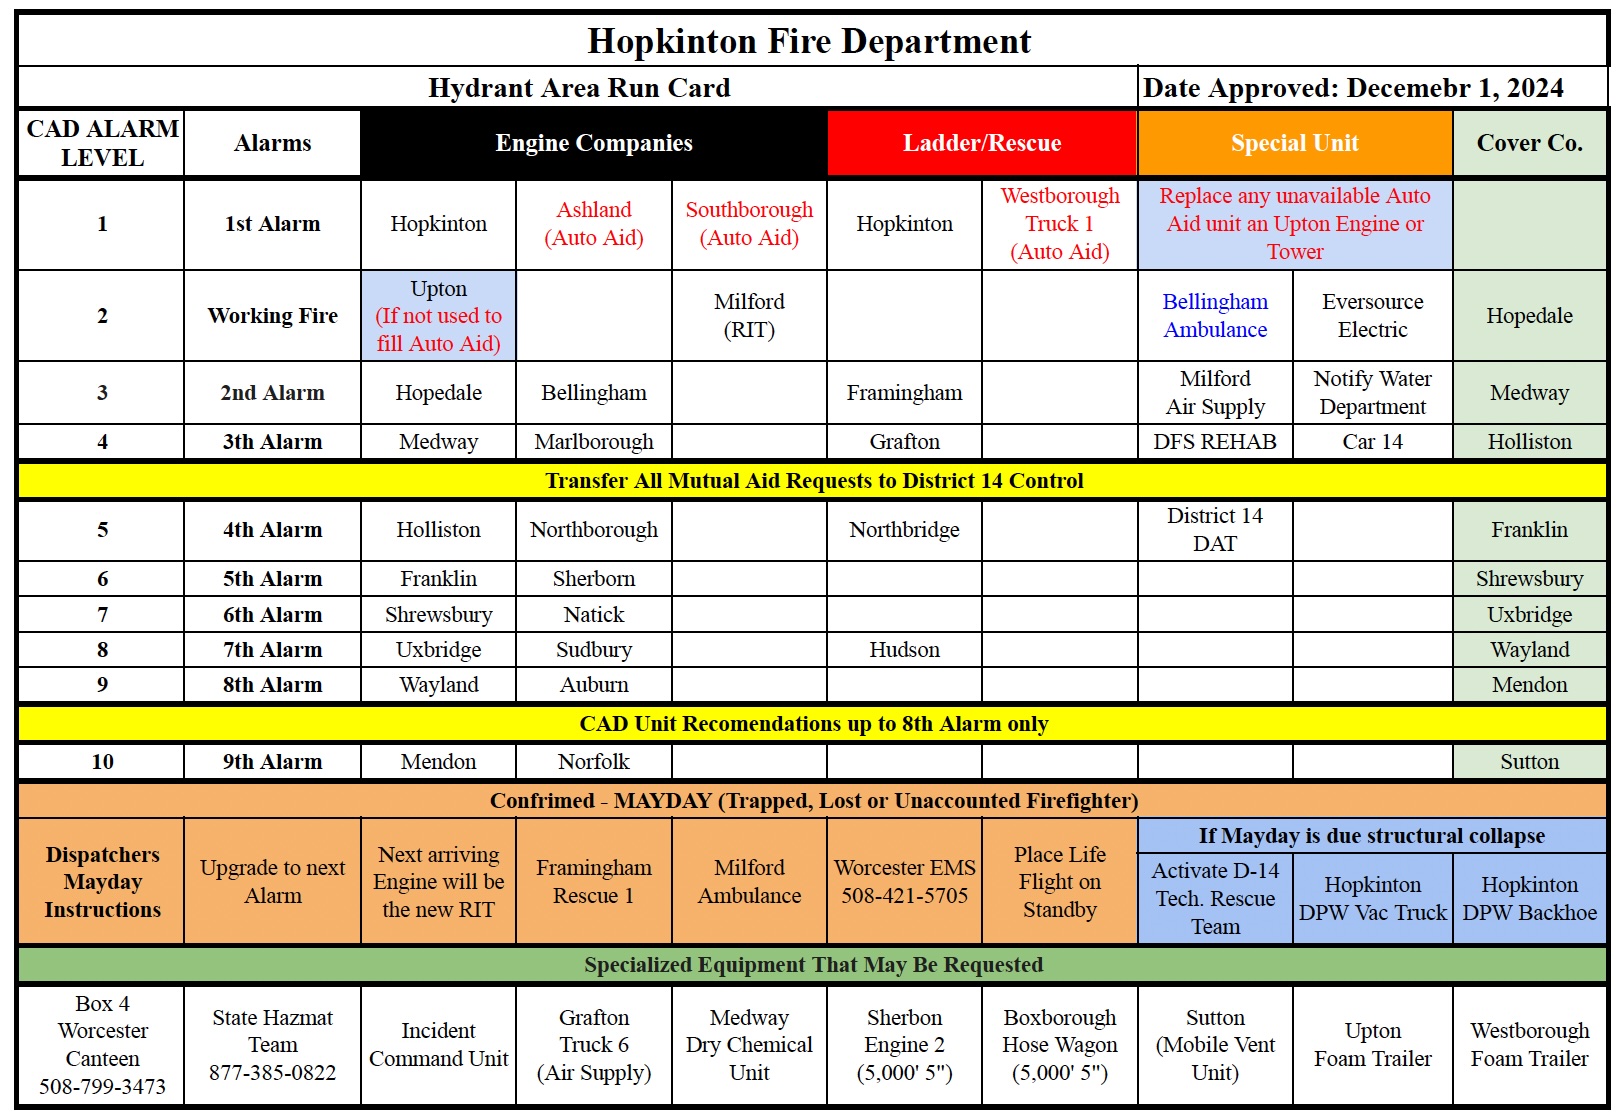 Hopkinton Fire Department
Hydrant Area Run Card
Date Approved: Decemebr 1, 2024
CAD ALARM
LEVEL
Alarms
Engine Companies
Ladder/Rescue
Special Unit
Cover Co.
1
1st Alarm
Hopkinton
Ashland
(Auto Aid)
Southborough
(Auto Aid)
Hopkinton
Westborough
Truck 1
(Auto Aid)
Replace any unavailable Auto
Aid unit an Upton Engine or
Tower
2
Working Fire
Upton
(If not used to
fill Auto Aid)
Milford
(RIT)
Bellingham
Ambulance
Eversource
Electric
Hopedale
3
2nd Alarm
Hopedale
Bellingham
Framingham
Milford
Air Supply
Notify Water
Department
Medway
4
3th Alarm
Medway
Marlborough
Grafton
DFS REHAB
Car 14
Holliston
Transfer All Mutual Aid Requests to District 14 Control
5
4th Alarm
Holliston
Northborough
Northbridge
District 14
DAT
Franklin
6
5th Alarm
Franklin
Sherborn
Shrewsbury
7
6th Alarm
Shrewsbury
Natick
Uxbridge
8
7th Alarm
Uxbridge
Sudbury
Hudson
Wayland
9
8th Alarm
Wayland
Auburn
Mendon
CAD Unit Recomendations up to 8th Alarm only
10
9th Alarm
Mendon
Norfolk
Sutton
Confrimed - MAYDAY (Trapped, Lost or Unaccounted Firefighter)
Dispatchers
Mayday
Instructions
Upgrade to next
Alarm
Next arriving
Engine will be
the new RIT
Framingham
Rescue 1
Milford
Ambulance
Worcester EMS
508-421-5705
Place Life
Flight on
Standby
If Mayday is due structural collapse
Activate D-14
Tech. Rescue
Team
Hopkinton
DPW Vac Truck
Hopkinton
DPW Backhoe
Specialized Equipment That May Be Requested
Box 4
Worcester
Canteen
508-799-3473
State Hazmat
Team
877-385-0822
Incident
Command Unit
Grafton
Truck 6
(Air Supply)
Medway
Dry Chemical
Unit
Sherbon
Engine 2
(5,000' 5")
Boxborough
Hose Wagon
(5,000' 5")
Sutton
(Mobile Vent
Unit)
Upton
Foam Trailer
Westborough
Foam Trailer